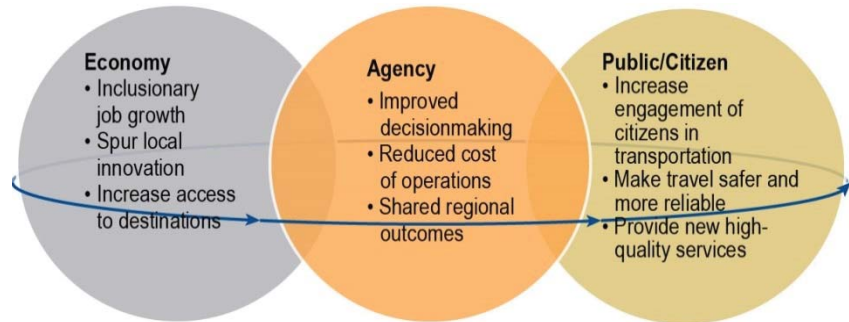 Economy
• Inclusionary
job growth
• Spur local
innovation
• Increase access
to destinations
Agency
• Improved
decisionmaking
• Reduced cost
of operations
• Shared regional
outcomes
Public/Citizen
• Increase
engagement of
citizens in
transportation
• Make travel safer and
more reliable
• Provide new high-
quality services